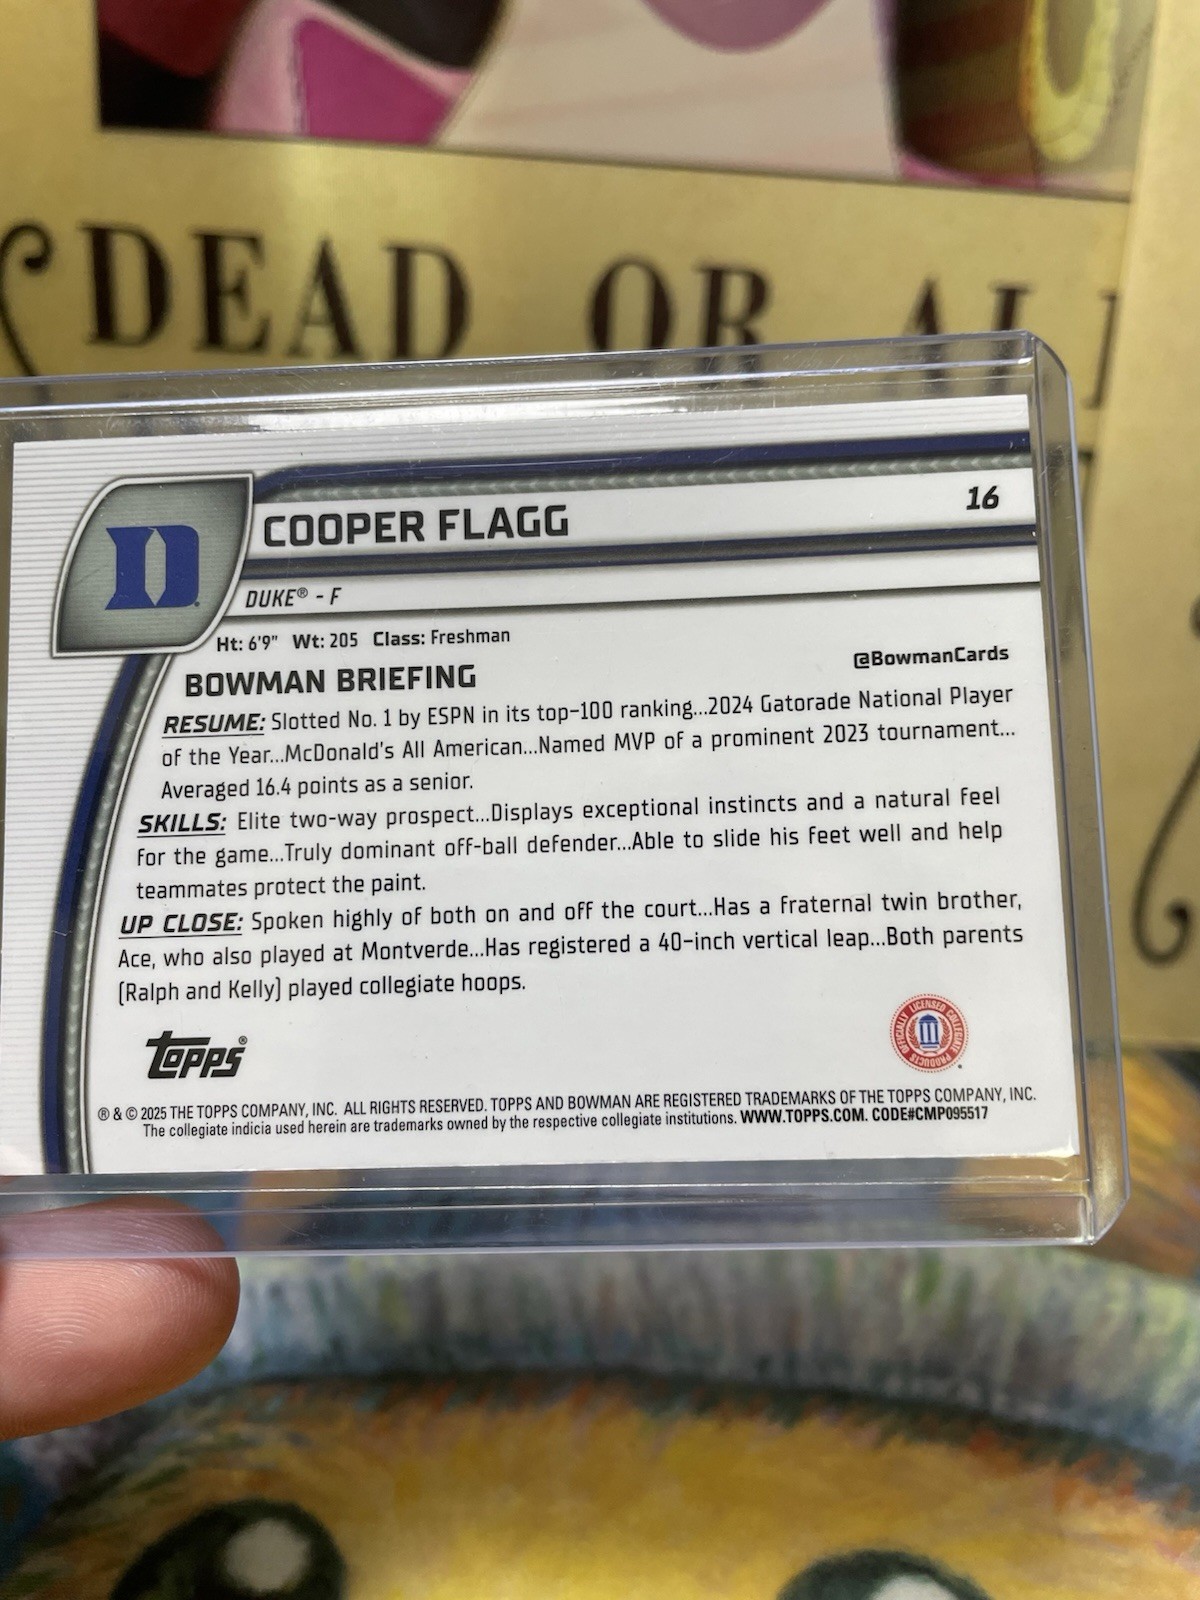 DEAD OR ALI
D
COOPER FLAGG
16
DUKE® - F
Ht: 6'9" Wt: 205 Class: Freshman
@BowmanCards
BOWMAN BRIEFING
RESUME: Slotted No. 1 by ESPN in its top-100 ranking...2024 Gatorade National Player
of the Year...McDonald's All American...Named MVP of a prominent 2023 tournament...
Averaged 16.4 points as a senior.
SKILLS: Elite two-way prospect...Displays exceptional instincts and a natural feel
for the game...Truly dominant off-ball defender...Able to slide his feet well and help
teammates protect the paint.
UP CLOSE: Spoken highly of both on and off the court...Has a fraternal twin brother,
Ace, who also played at Montverde...Has registered a 40-inch vertical leap...Both parents
(Ralph and Kelly) played collegiate hoops.
topps®
OFFICIALLY LICENSED COLLEGIATE PRODUCTS
® & © 2025 THE TOPPS COMPANY, INC. ALL RIGHTS RESERVED. TOPPS AND BOWMAN ARE REGISTERED TRADEMARKS OF THE TOPPS COMPANY, INC.
The collegiate indicia used herein are trademarks owned by the respective collegiate institutions. WWW.TOPPS.COM. CODE#CMP095517